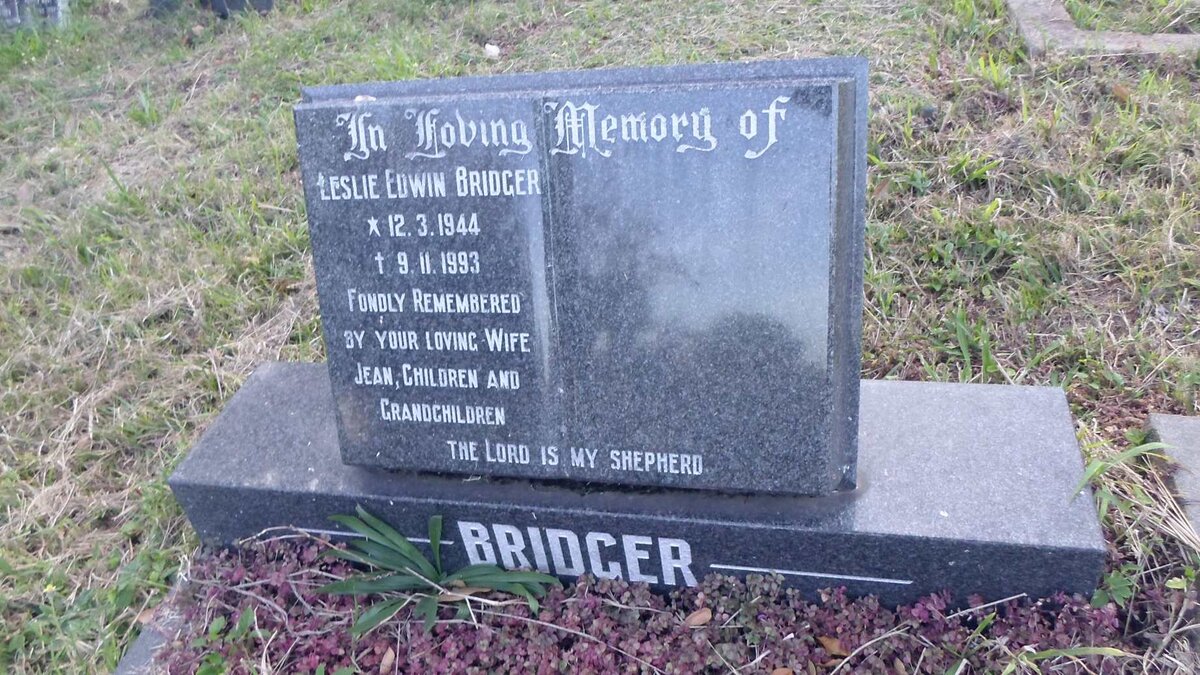 In Loving Memory of
Leslie Edwin Bridger
* 12.3.1944
† 9.11.1993
Fondly Remembered
by your loving Wife
Jean, Children and
Grandchildren
The Lord is my shepherd
BRIDGER